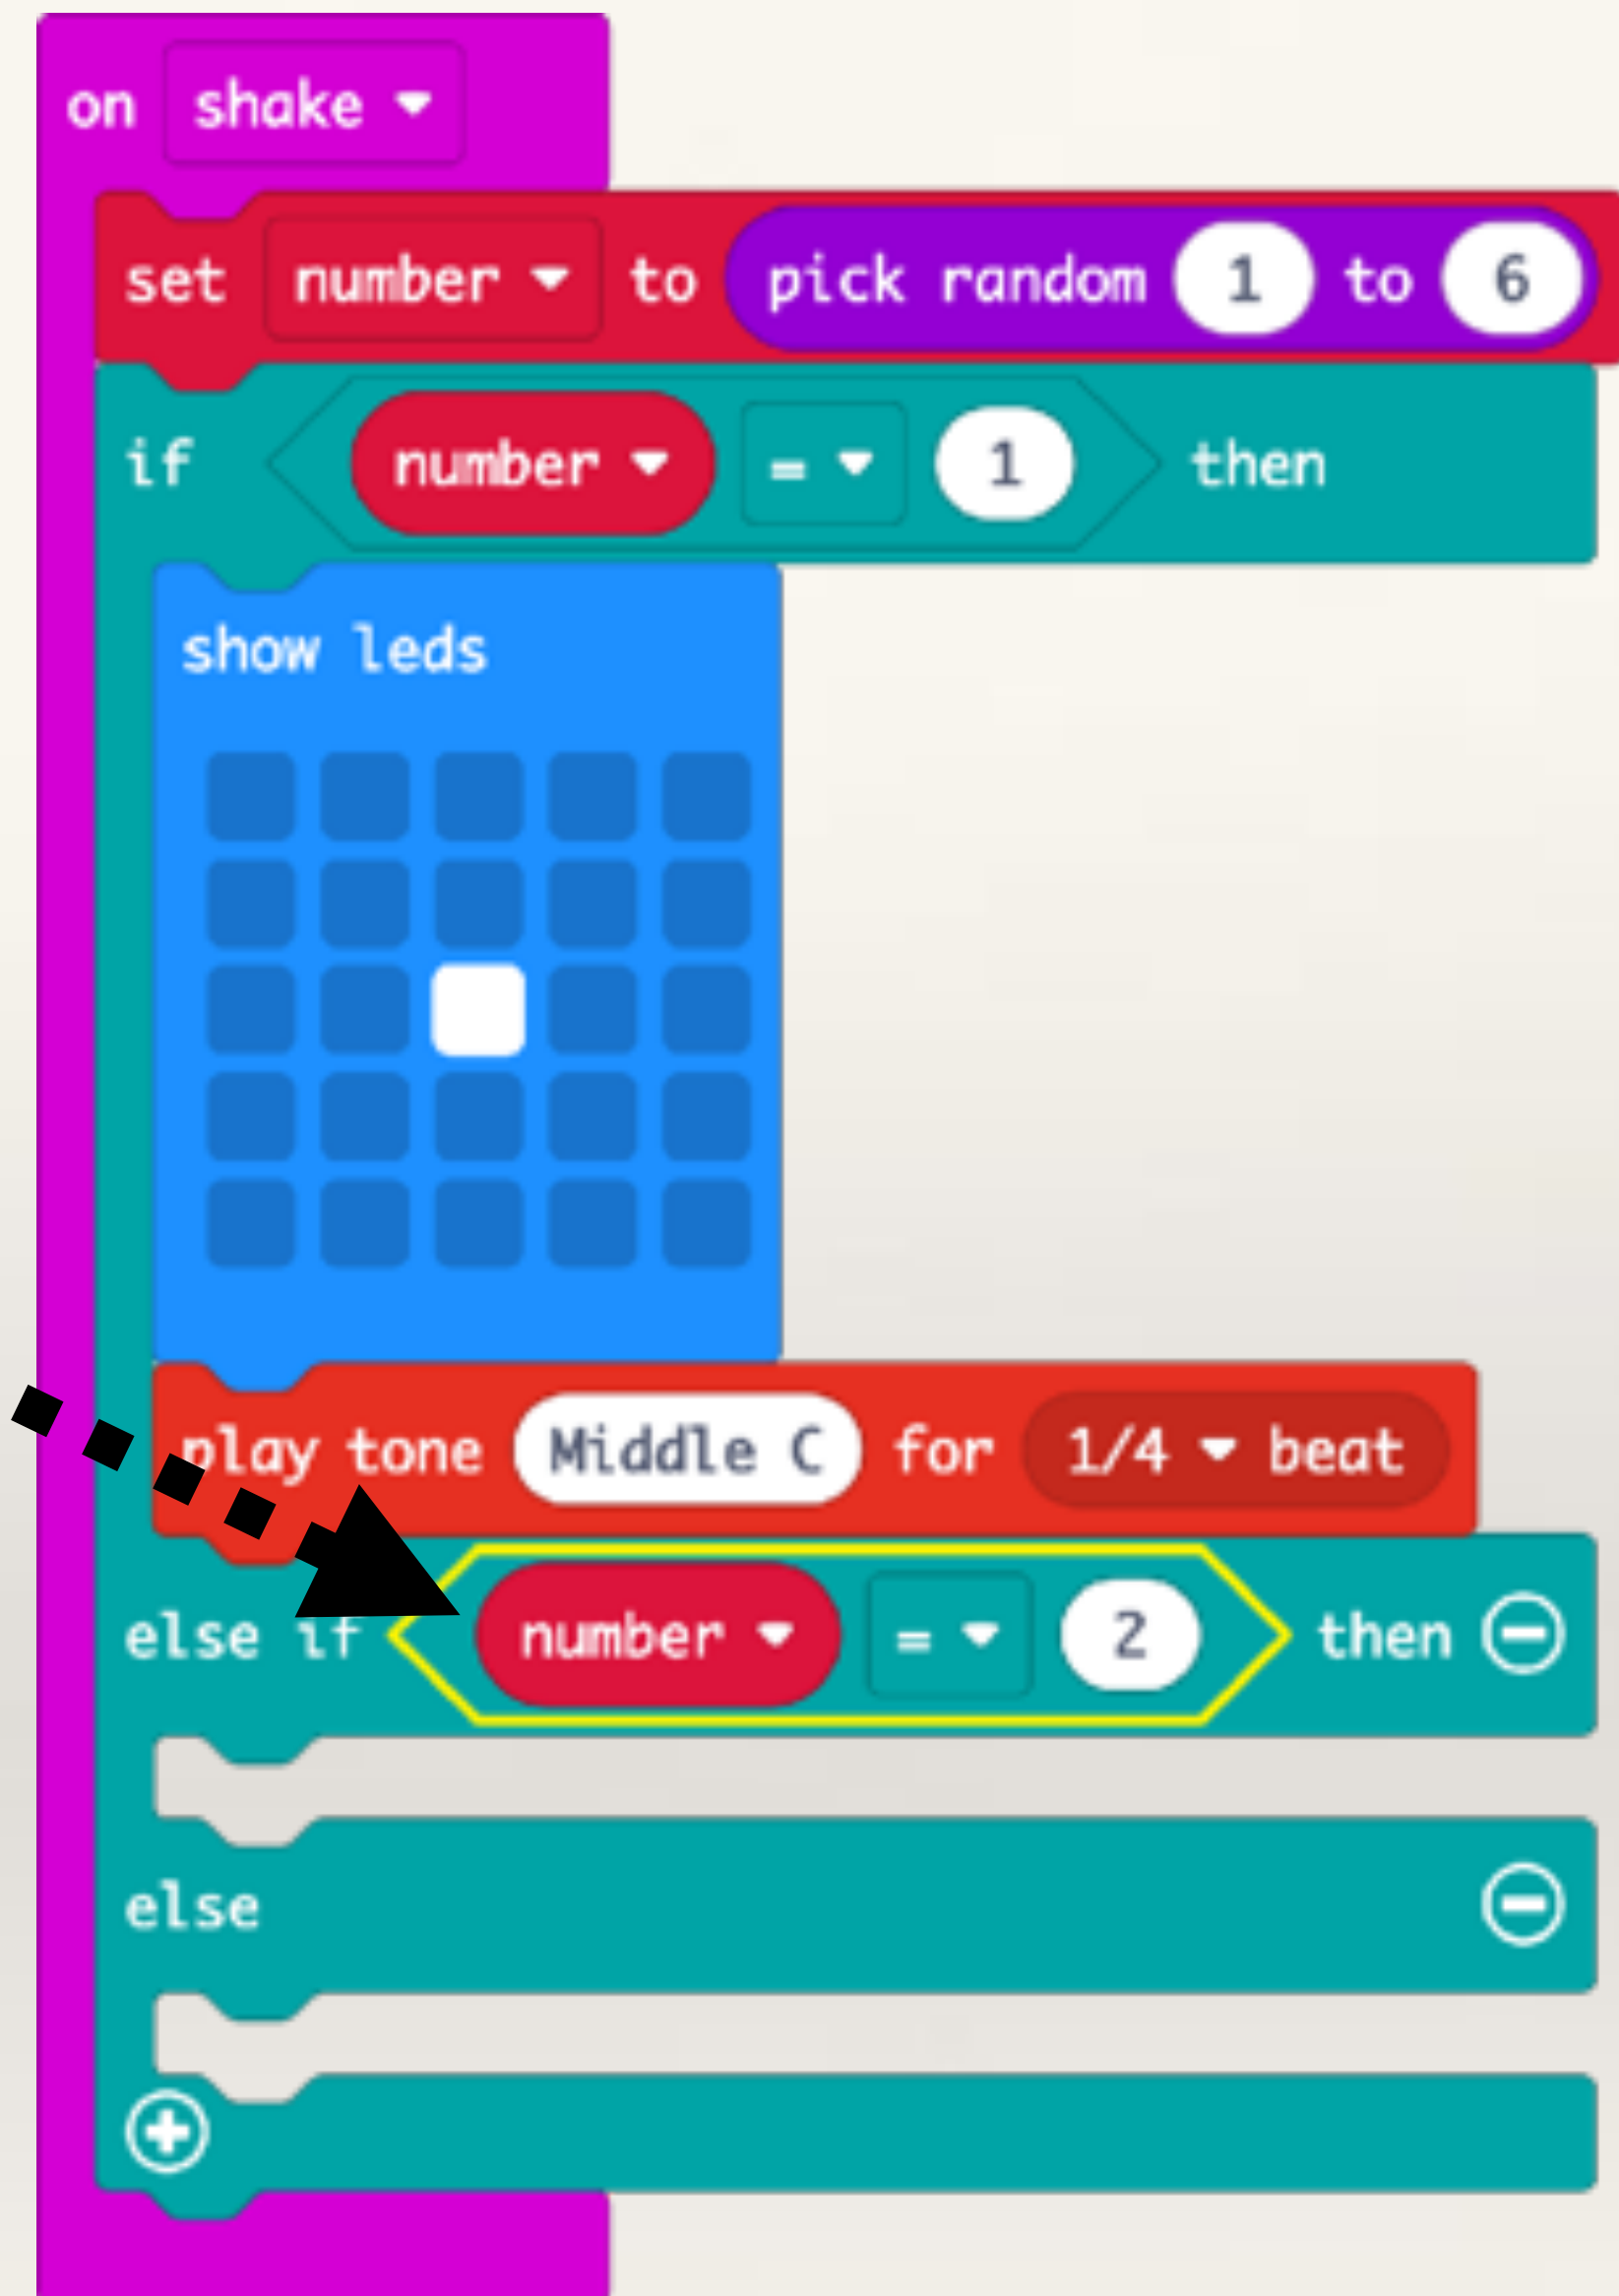 on shake
set number to pick random 1 to 6
if number = 1 then
show leds
play tone Middle C for 1/4 beat
else if number = 2 then
else